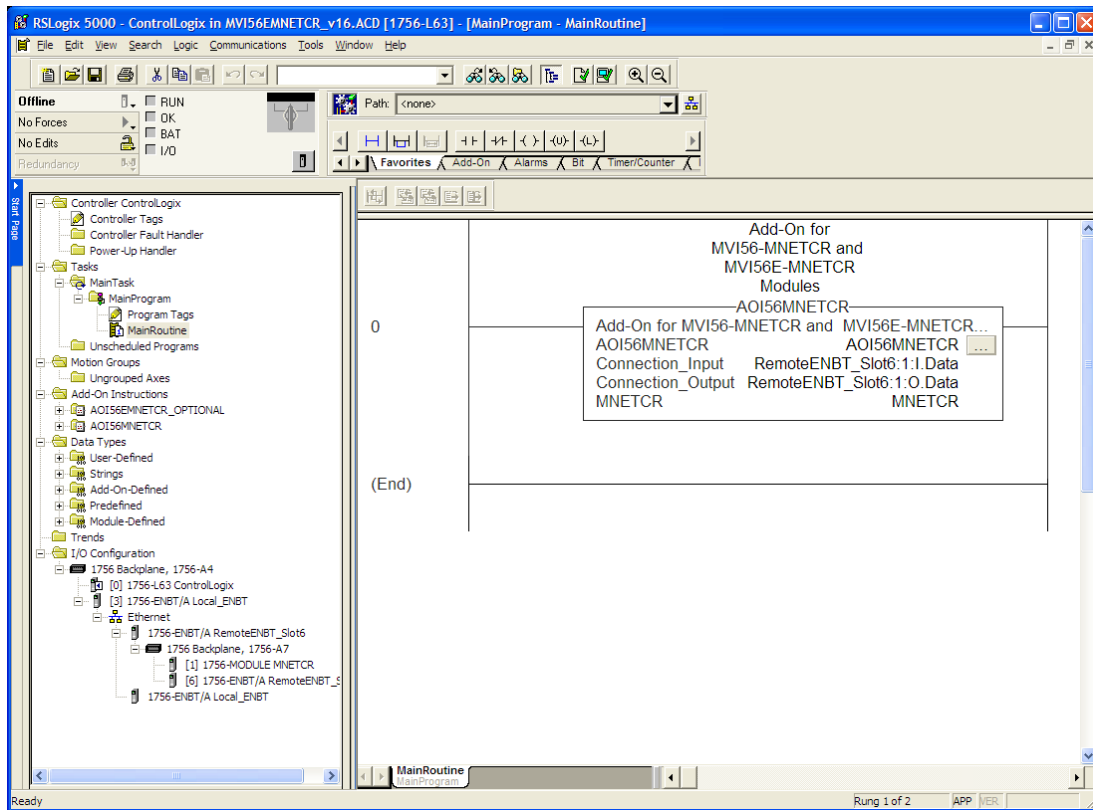 RSLogix 5000 - ControlLogix in MVI56EMNETCR_v16.ACD [1756-L63] - [MainProgram - MainRoutine]
File Edit View Search Logic Communications Tools Window Help
Offline
RUN
No Forces
OK
No Edits
BAT
Redundancy
I/O
Path: <none>
Favorites Add-On Alarms Bit Timer/Counter
Start Page
Controller ControlLogix
Controller Tags
Controller Fault Handler
Power-Up Handler
Tasks
MainTask
MainProgram
Program Tags
MainRoutine
Unscheduled Programs
Motion Groups
Ungrouped Axes
Add-On Instructions
AOI56EMNETCR_OPTIONAL
AOI56MNETCR
Data Types
User-Defined
Strings
Add-On-Defined
Predefined
Module-Defined
Trends
I/O Configuration
1756 Backplane, 1756-A4
[0] 1756-L63 ControlLogix
[3] 1756-ENBT/A Local_ENBT
Ethernet
1756-ENBT/A RemoteENBT_Slot6
1756 Backplane, 1756-A7
[1] 1756-MODULE MNETCR
[6] 1756-ENBT/A RemoteENBT_S
1756-ENBT/A Local_ENBT
Add-On for
MVI56-MNETCR and
MVI56E-MNETCR
Modules
AOI56MNETCR
0
Add-On for MVI56-MNETCR and MVI56E-MNETCR...
AOI56MNETCR AOI56MNETCR ...
Connection_Input RemoteENBT_Slot6:1:I.Data
Connection_Output RemoteENBT_Slot6:1:O.Data
MNETCR MNETCR
(End)
MainRoutine
MainProgram
Ready
Rung 1 of 2 APP VER